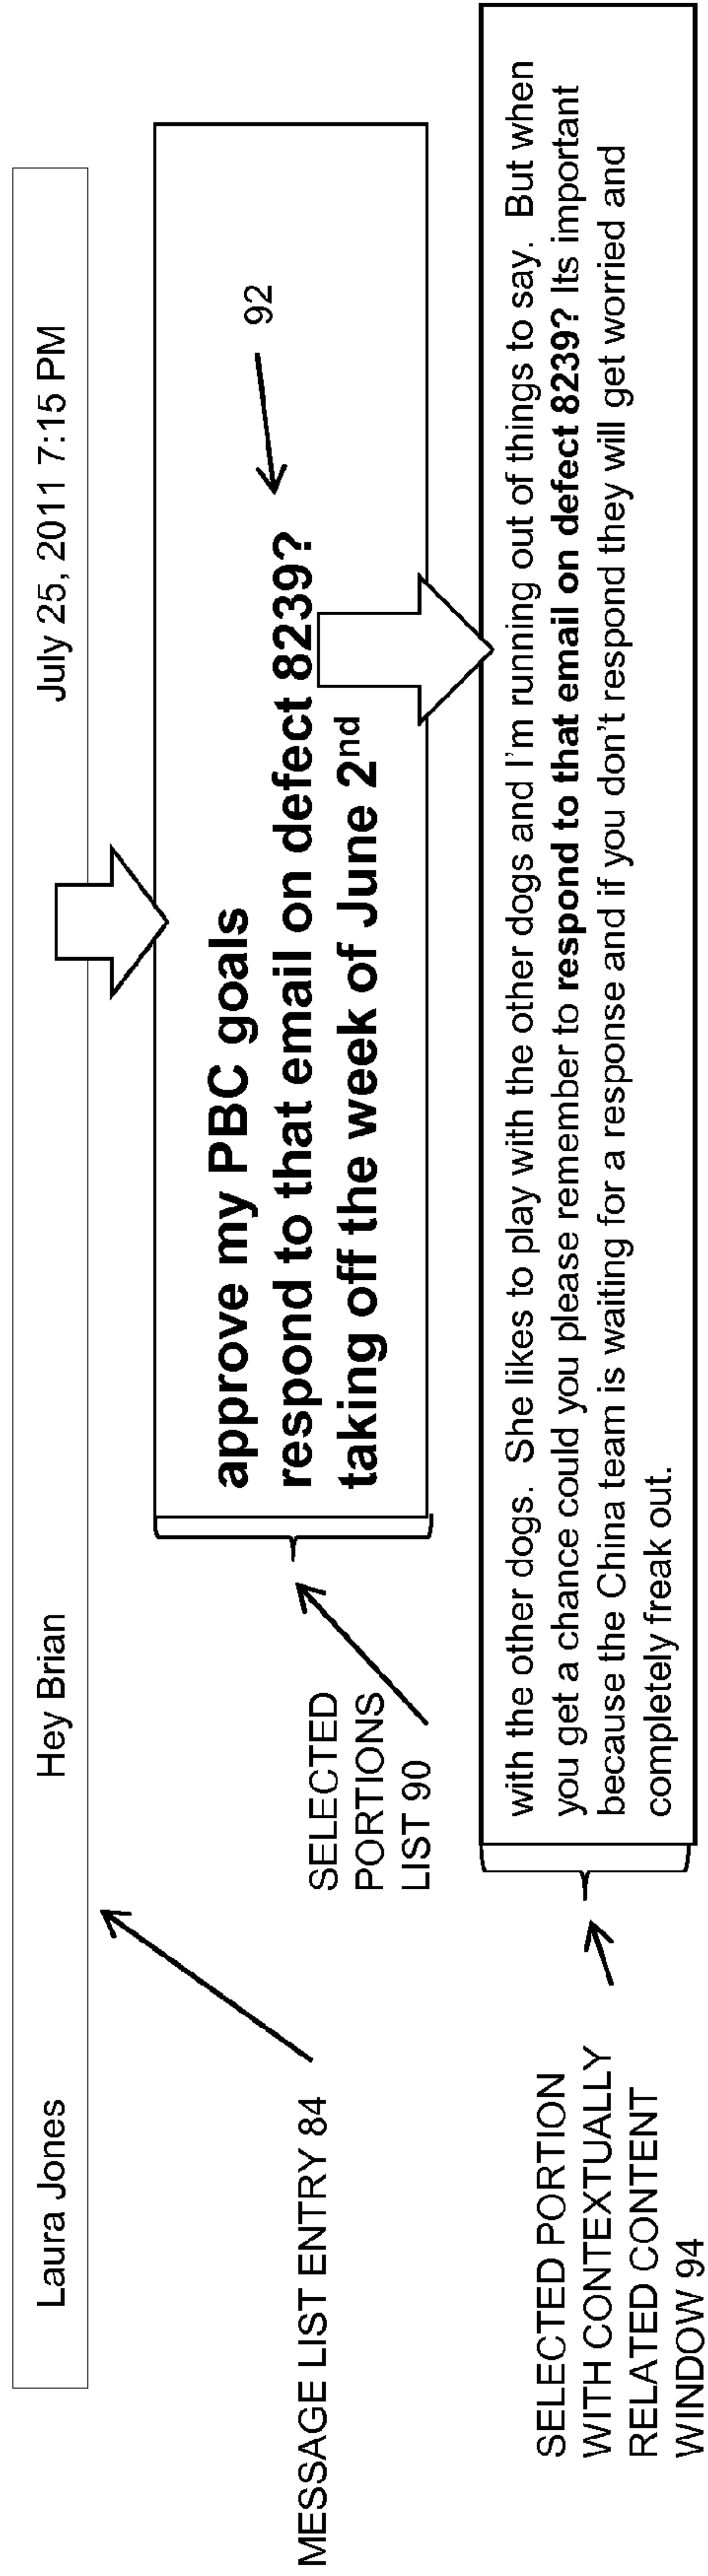 Laura Jones Hey Brian July 25, 2011 7:15 PM
MESSAGE LIST ENTRY 84
approve my PBC goals
respond to that email on defect 8239?
taking off the week of June 2nd
92
SELECTED
PORTIONS
LIST 90
with the other dogs. She likes to play with the other dogs and I'm running out of things to say. But when
you get a chance could you please remember to respond to that email on defect 8239? Its important
because the China team is waiting for a response and if you don't respond they will get worried and
completely freak out.
SELECTED PORTION
WITH CONTEXTUALLY
RELATED CONTENT
WINDOW 94